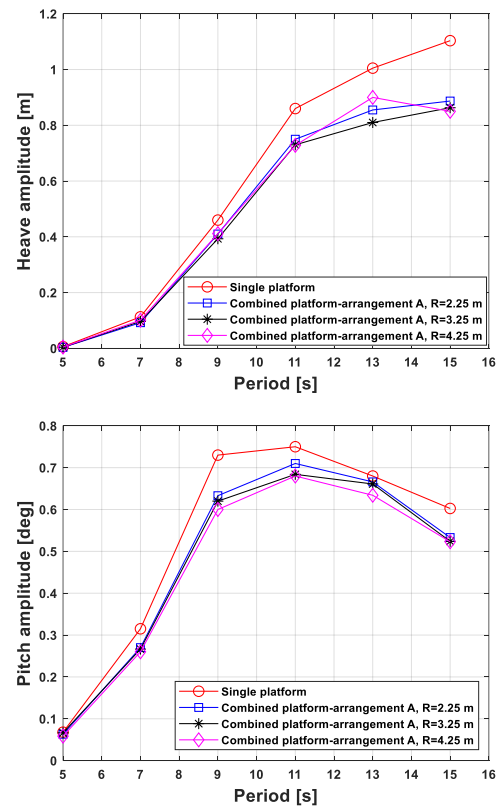 1.2
1
0.8
0.6
0.4
0.2
0
Heave amplitude [m]
Single platform
Combined platform-arrangement A, R=2.25 m
Combined platform-arrangement A, R=3.25 m
Combined platform-arrangement A, R=4.25 m
5 6 7 8 9 10 11 12 13 14 15 16
Period [s]
0.8
0.7
0.6
0.5
0.4
0.3
0.2
0.1
0
Pitch amplitude [deg]
Single platform
Combined platform-arrangement A, R=2.25 m
Combined platform-arrangement A, R=3.25 m
Combined platform-arrangement A, R=4.25 m
5 6 7 8 9 10 11 12 13 14 15 16
Period [s]